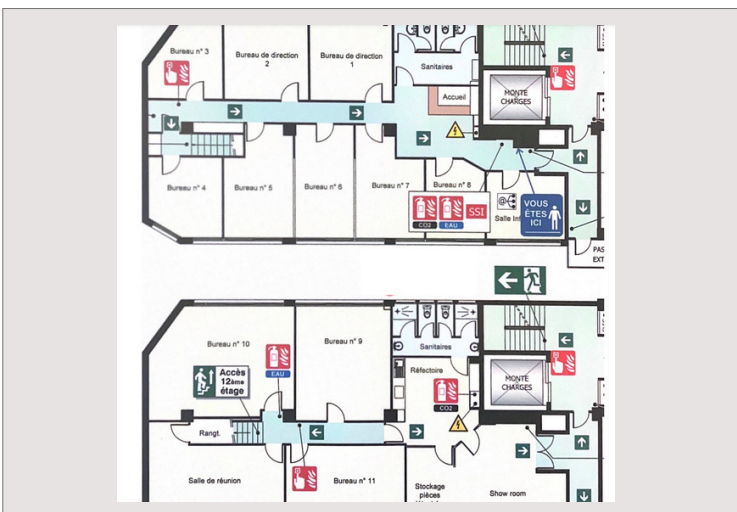 Bureau n° 3
Bureau de direction
2
Bureau de direction
1
Sanitaires
Accueil
MONTE
CHARGES
Bureau n° 4
Bureau n° 5
Bureau n° 6
Bureau n° 7
Bureau n° 8
CO2
EAU
SSI
@
VOUS
ÊTES
ICI
PAS
EXT
Bureau n° 10
Bureau n° 9
Sanitaires
EAU
Accès
12ème
étage
Réfectoire
CO2
MONTE
CHARGES
Rangt.
Salle de réunion
Bureau n° 11
Stockage
pièces
Show room